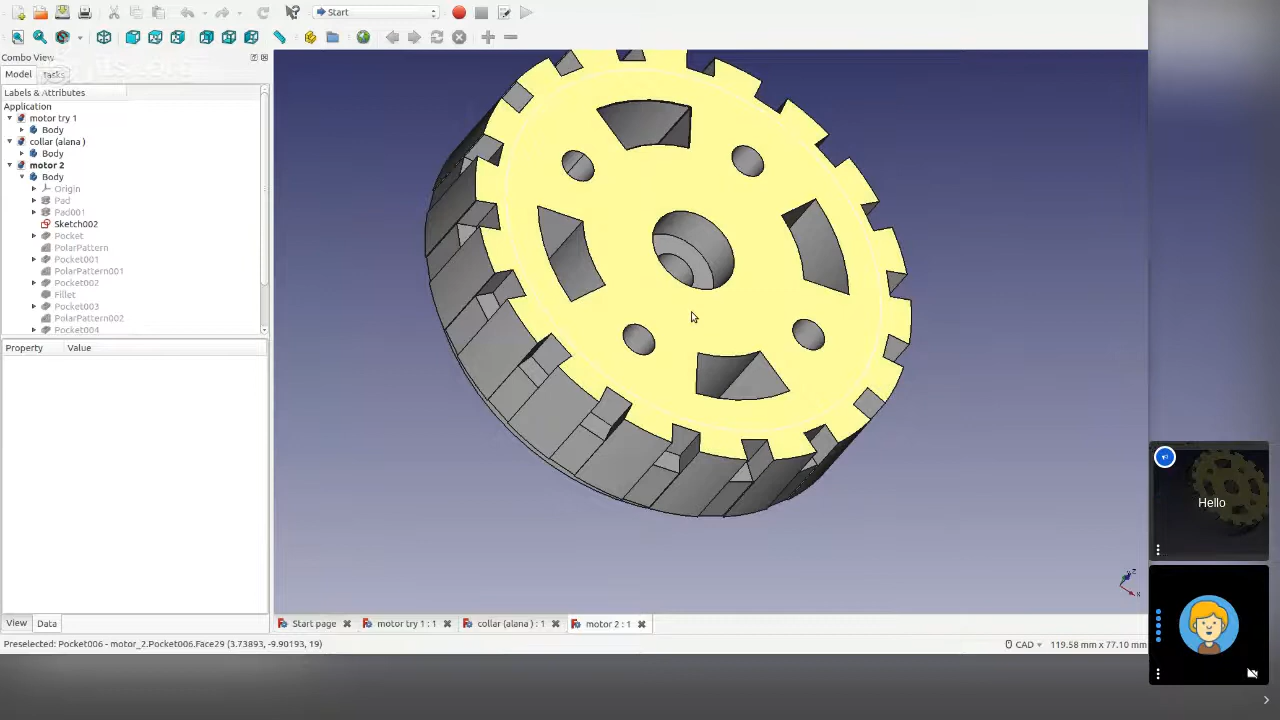 Start
Combo View
Model Tasks
Labels & Attributes
Application
motor try 1
Body
collar (alana )
Body
motor 2
Body
Origin
Pad
Pad001
Sketch002
Pocket
PolarPattern
Pocket001
PolarPattern001
Pocket002
Fillet
Pocket003
PolarPattern002
Pocket004
Property Value
View Data
Start page motor try 1 : 1 collar (alana ) : 1 motor 2 : 1
Preselected: Pocket006 - motor_2.Pocket006.Face29 (3.73893, -9.90193, 19) CAD 119.58 mm x 77.10 mm
Hello